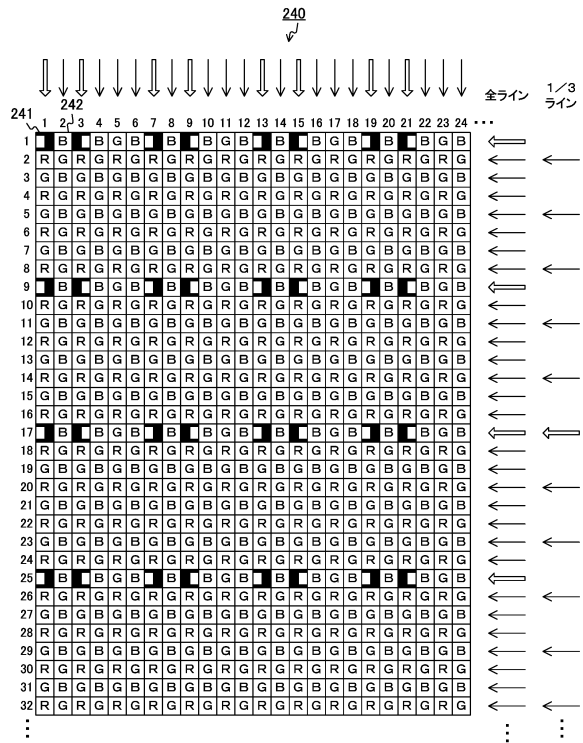 240
全ライン 1/3
ライン
241 242
1 2 3 4 5 6 7 8 9 10 11 12 13 14 15 16 17 18 19 20 21 22 23 24 ...
1 B B G B B B G B B B G B B B G B
2 R G R G R G R G R G R G R G R G R G R G R G R G
3 G B G B G B G B G B G B G B G B G B G B G B G B
4 R G R G R G R G R G R G R G R G R G R G R G R G
5 G B G B G B G B G B G B G B G B G B G B G B G B
6 R G R G R G R G R G R G R G R G R G R G R G R G
7 G B G B G B G B G B G B G B G B G B G B G B G B
8 R G R G R G R G R G R G R G R G R G R G R G R G
9 B B G B B B G B B B G B B B G B
10 R G R G R G R G R G R G R G R G R G R G R G R G
11 G B G B G B G B G B G B G B G B G B G B G B G B
12 R G R G R G R G R G R G R G R G R G R G R G R G
13 G B G B G B G B G B G B G B G B G B G B G B G B
14 R G R G R G R G R G R G R G R G R G R G R G R G
15 G B G B G B G B G B G B G B G B G B G B G B G B
16 R G R G R G R G R G R G R G R G R G R G R G R G
17 B B G B B B G B B B G B B B G B
18 R G R G R G R G R G R G R G R G R G R G R G R G
19 G B G B G B G B G B G B G B G B G B G B G B G B
20 R G R G R G R G R G R G R G R G R G R G R G R G
21 G B G B G B G B G B G B G B G B G B G B G B G B
22 R G R G R G R G R G R G R G R G R G R G R G R G
23 G B G B G B G B G B G B G B G B G B G B G B G B
24 R G R G R G R G R G R G R G R G R G R G R G R G
25 B B G B B B G B B B G B B B G B
26 R G R G R G R G R G R G R G R G R G R G R G R G
27 G B G B G B G B G B G B G B G B G B G B G B G B
28 R G R G R G R G R G R G R G R G R G R G R G R G
29 G B G B G B G B G B G B G B G B G B G B G B G B
30 R G R G R G R G R G R G R G R G R G R G R G R G
31 G B G B G B G B G B G B G B G B G B G B G B G B
32 R G R G R G R G R G R G R G R G R G R G R G R G